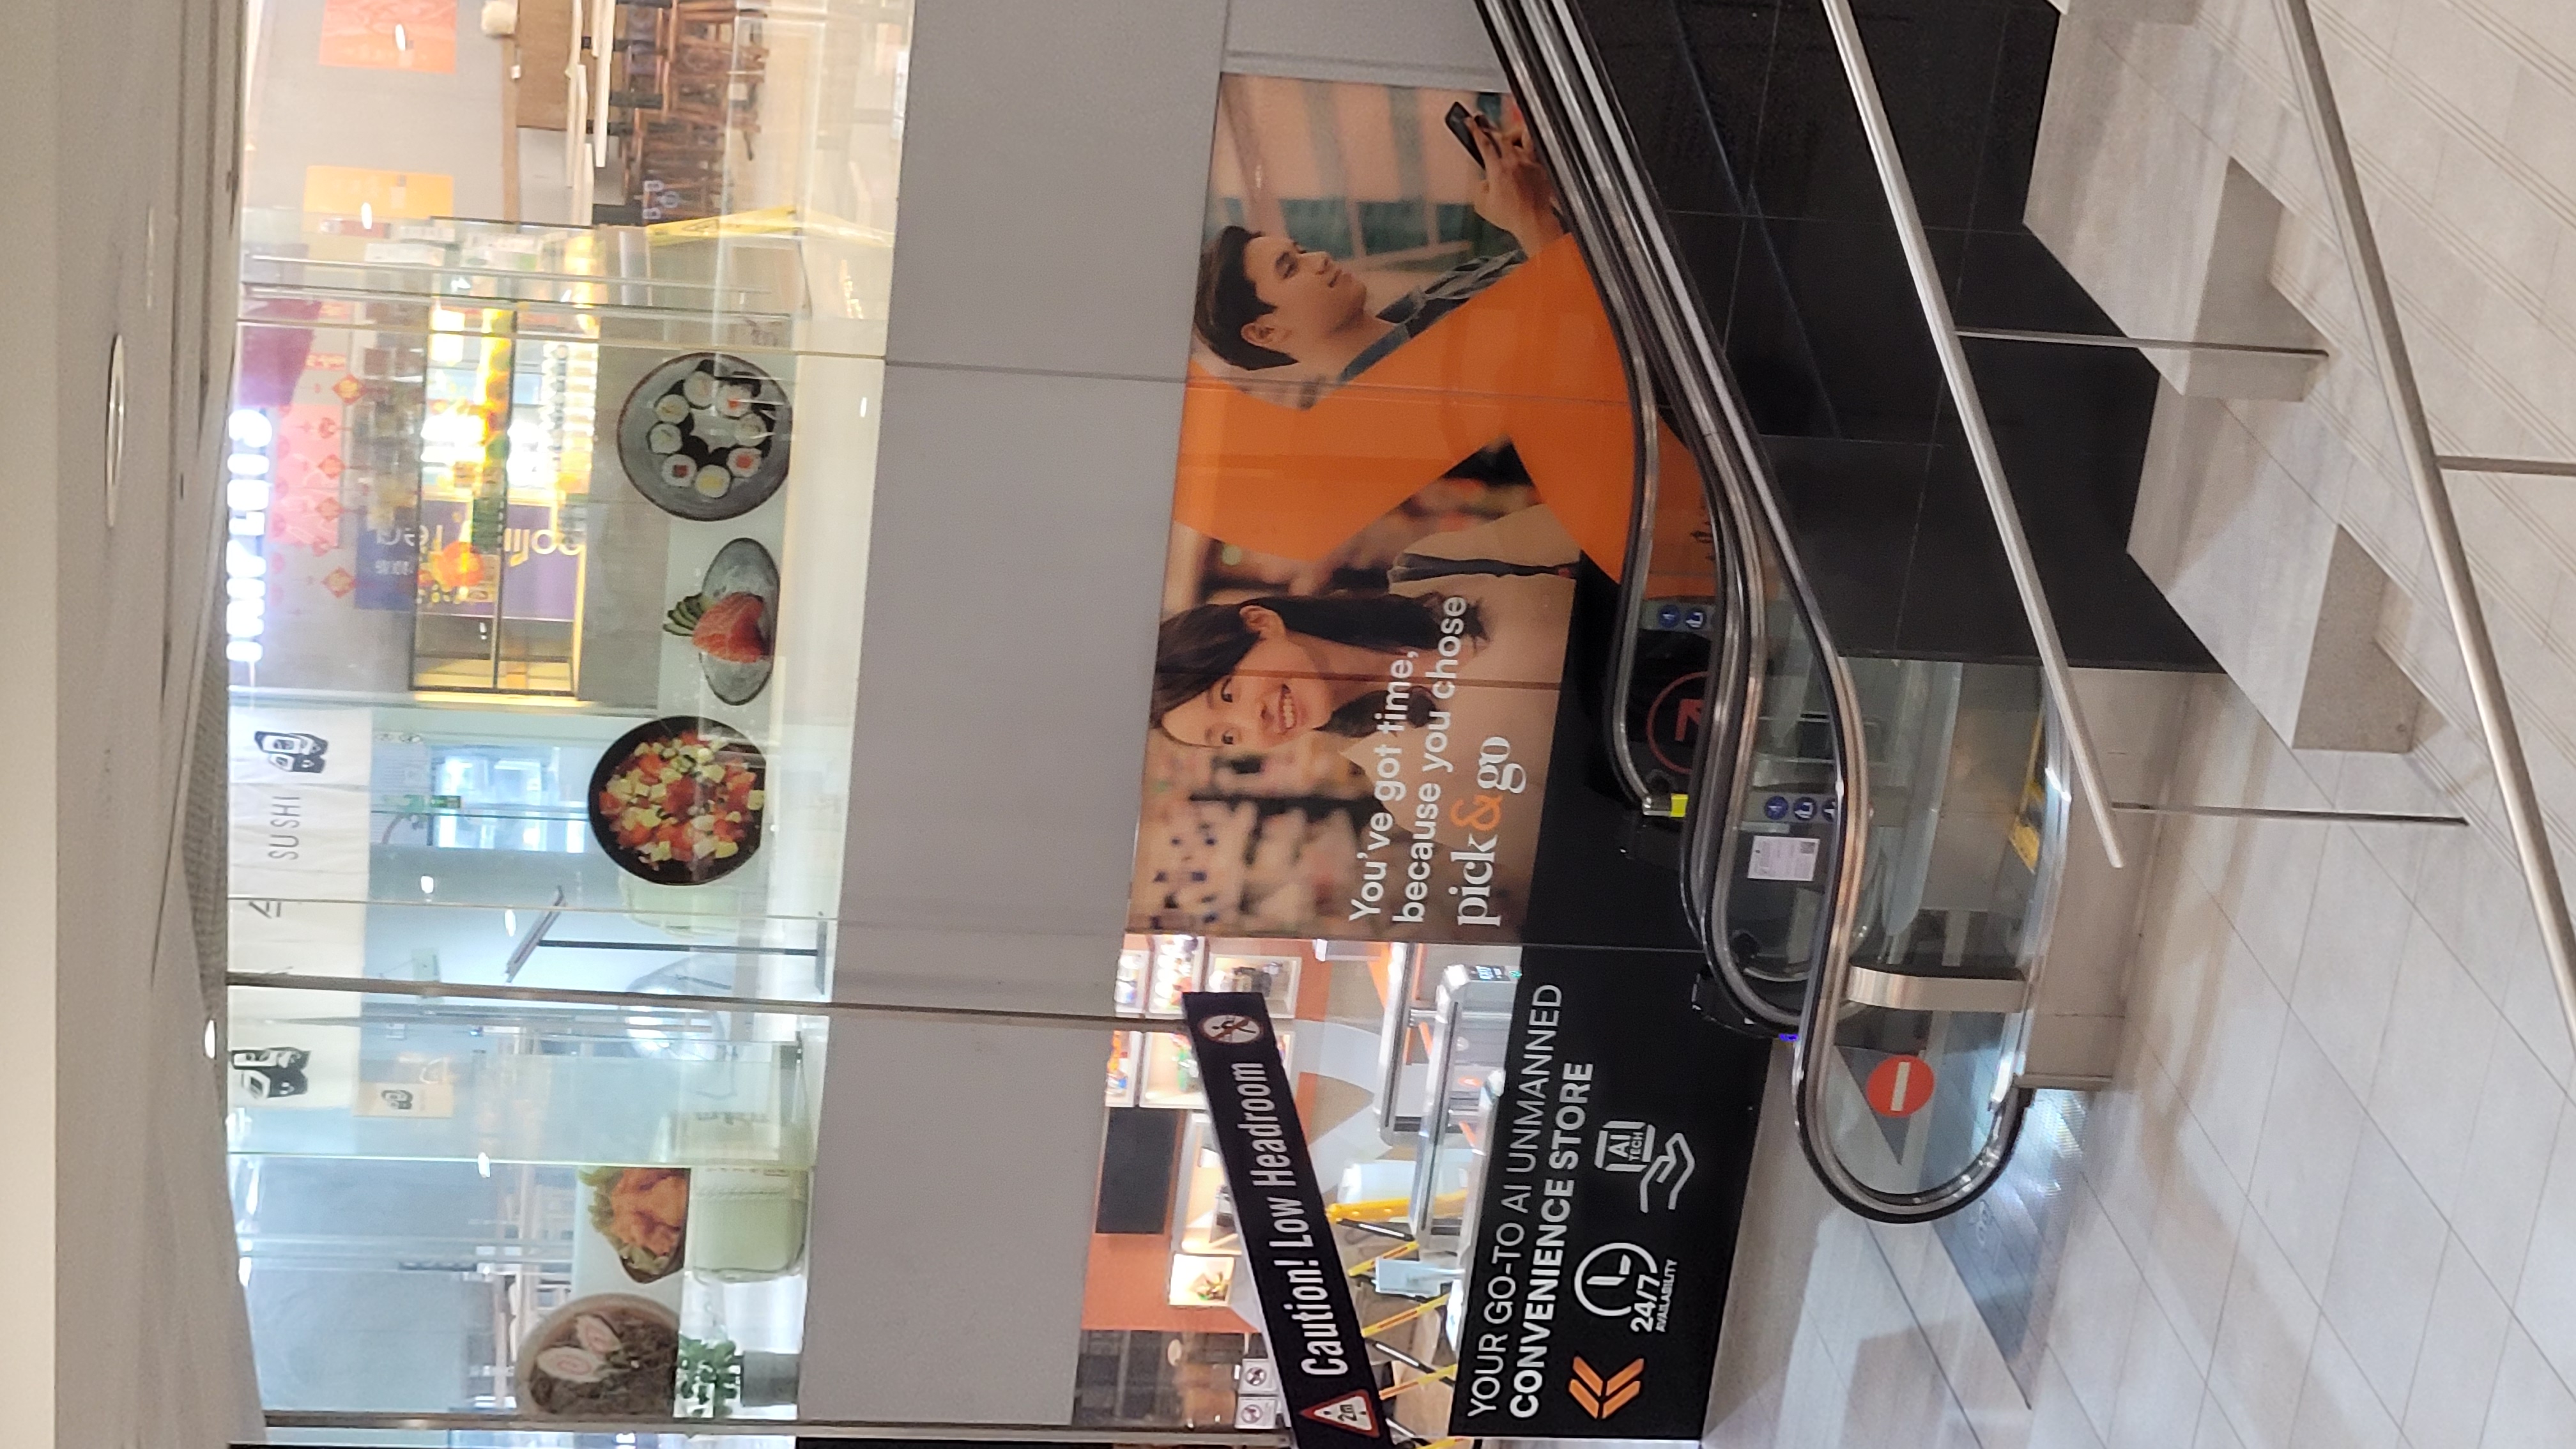 SUSHI
Caution! Low Headroom
2m
You've got time,
because you chose
pick&go
YOUR GO-TO AI UNMANNED
CONVENIENCE STORE
24/7
AVAILABILITY
AI
TECH